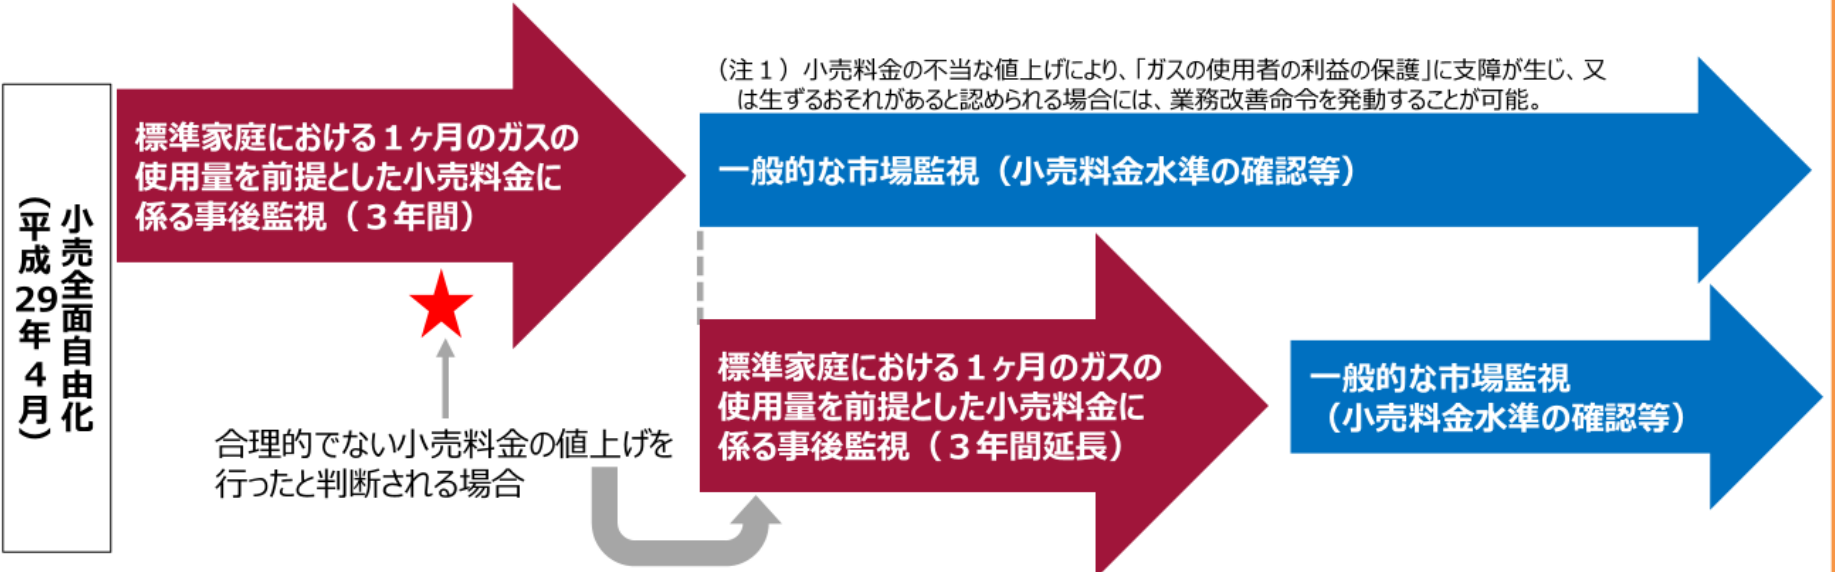 小売全面自由化
（平成29年４月）
標準家庭における１ヶ月のガスの
使用量を前提とした小売料金に
係る事後監視（３年間）
（注１）小売料金の不当な値上げにより、「ガスの使用者の利益の保護」に支障が生じ、又
は生ずるおそれがあると認められる場合には、業務改善命令を発動することが可能。
一般的な市場監視（小売料金水準の確認等）
合理的でない小売料金の値上げを
行ったと判断される場合
標準家庭における１ヶ月のガスの
使用量を前提とした小売料金に
係る事後監視（３年間延長）
一般的な市場監視
（小売料金水準の確認等）